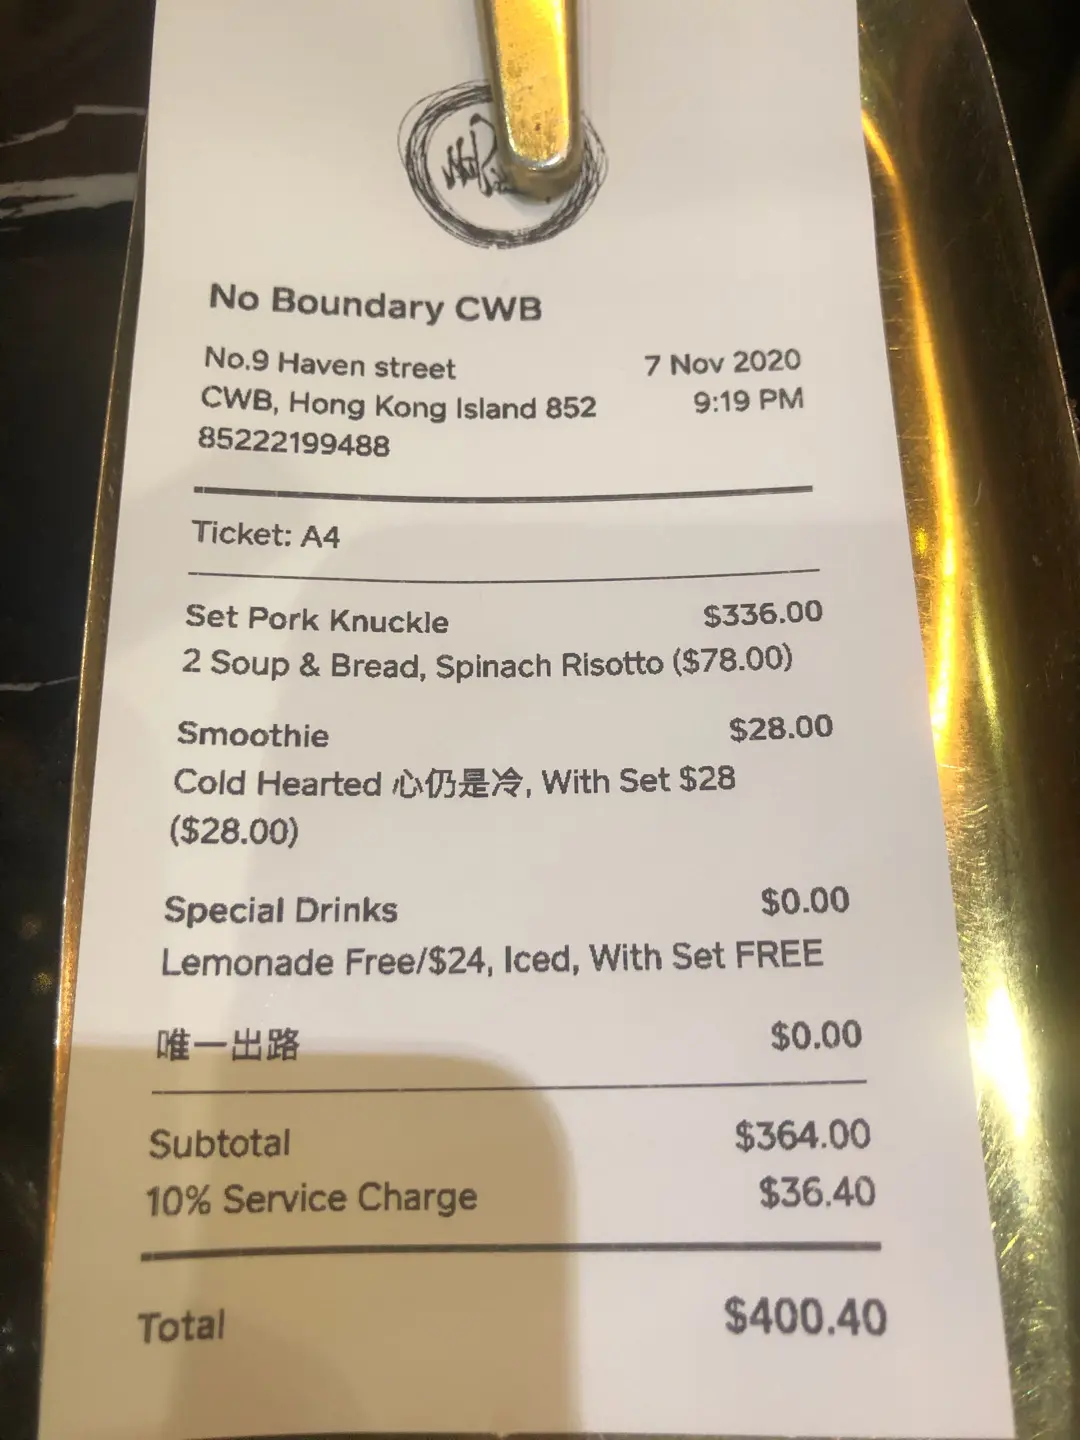 No Boundary CWB
No.9 Haven street
7 Nov 2020
CWB, Hong Kong Island 852
9:19 PM
85222199488
Ticket: A4
Set Pork Knuckle $336.00
2 Soup & Bread, Spinach Risotto ($78.00)
Smoothie $28.00
Cold Hearted 心仍是冷, With Set $28
($28.00)
Special Drinks $0.00
Lemonade Free/$24, Iced, With Set FREE
唯一出路 $0.00
Subtotal $364.00
10% Service Charge $36.40
Total $400.40